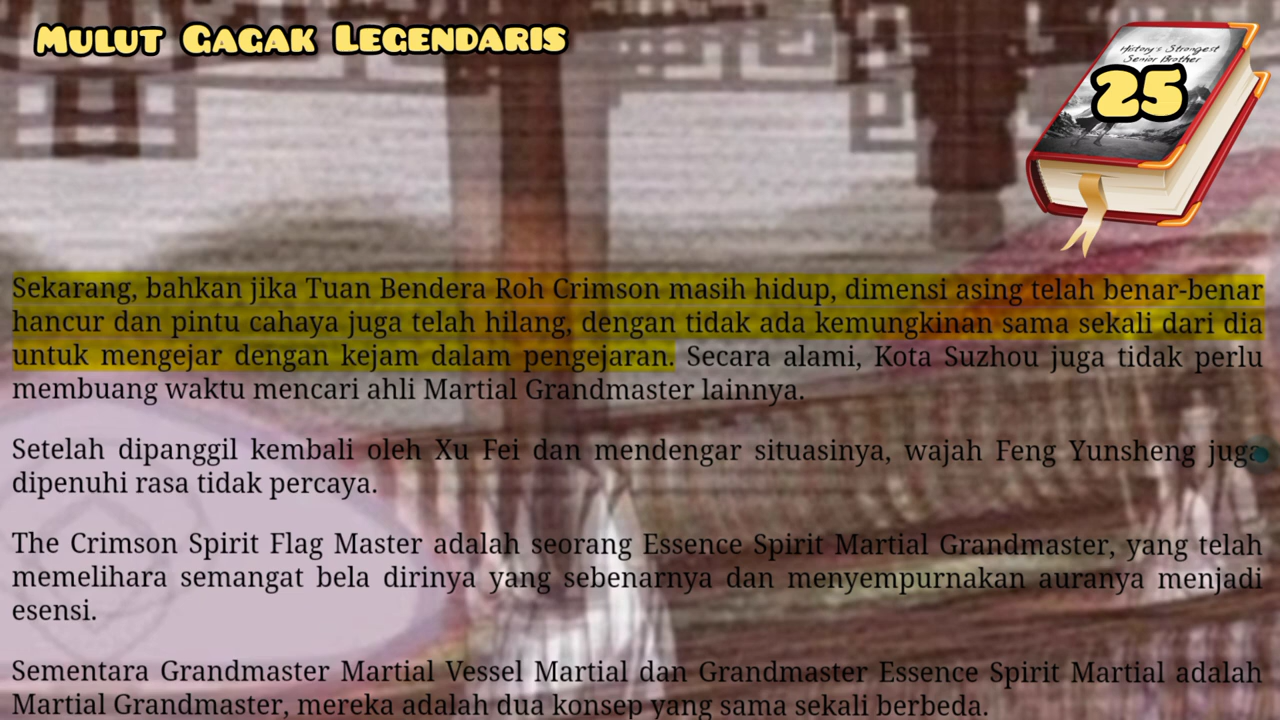 Mulut Gagak Legendaris
History's Strongest
Senior Brother
25
Sekarang, bahkan jika Tuan Bendera Roh Crimson masih hidup, dimensi asing telah benar-benar
hancur dan pintu cahaya juga telah hilang, dengan tidak ada kemungkinan sama sekali dari dia
untuk mengejar dengan kejam dalam pengejaran. Secara alami, Kota Suzhou juga tidak perlu
membuang waktu mencari ahli Martial Grandmaster lainnya.
Setelah dipanggil kembali oleh Xu Fei dan mendengar situasinya, wajah Feng Yunsheng juga
dipenuhi rasa tidak percaya.
The Crimson Spirit Flag Master adalah seorang Essence Spirit Martial Grandmaster, yang telah
memelihara semangat bela dirinya yang sebenarnya dan menyempurnakan auranya menjadi
esensi.
Sementara Grandmaster Martial Vessel Martial dan Grandmaster Essence Spirit Martial adalah
Martial Grandmaster, mereka adalah dua konsep yang sama sekali berbeda.